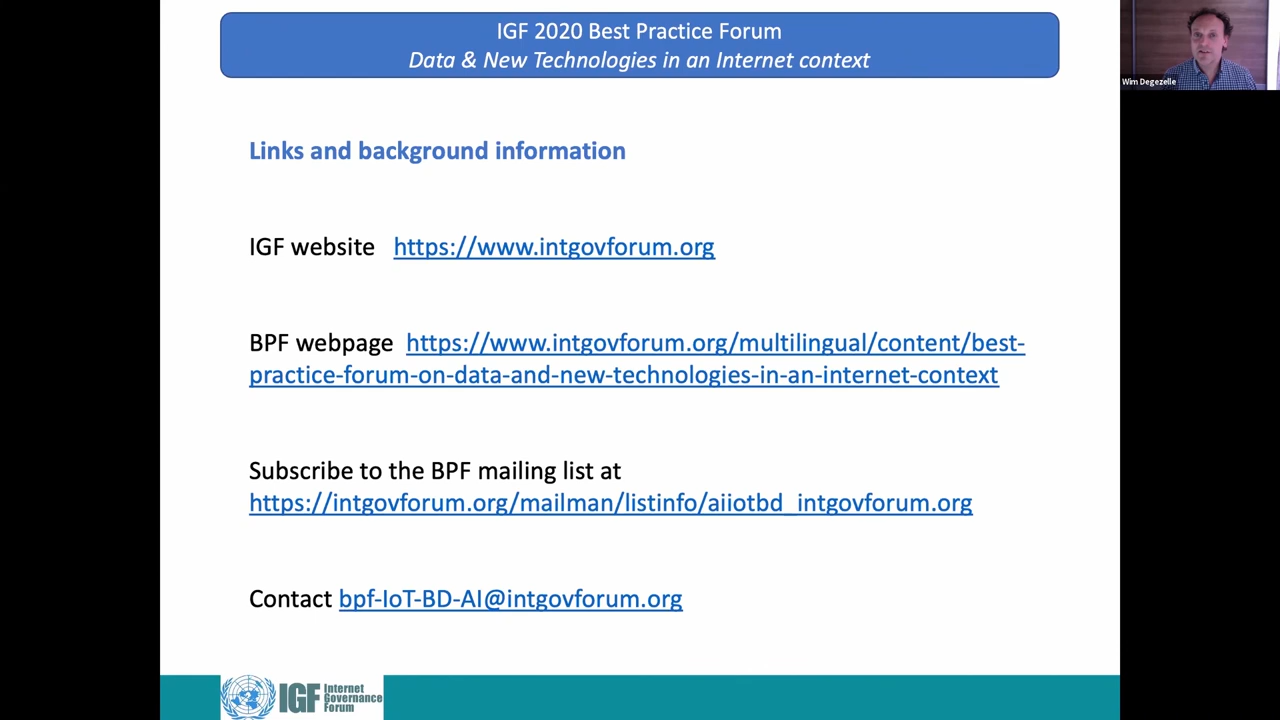 IGF 2020 Best Practice Forum
Data & New Technologies in an Internet context
Wim Degezelle
Links and background information
IGF website https://www.intgovforum.org
BPF webpage https://www.intgovforum.org/multilingual/content/best-
practice-forum-on-data-and-new-technologies-in-an-internet-context
Subscribe to the BPF mailing list at
https://intgovforum.org/mailman/listinfo/aiiotbd_intgovforum.org
Contact bpf-IoT-BD-AI@intgovforum.org
IGF Internet
Governance
Forum